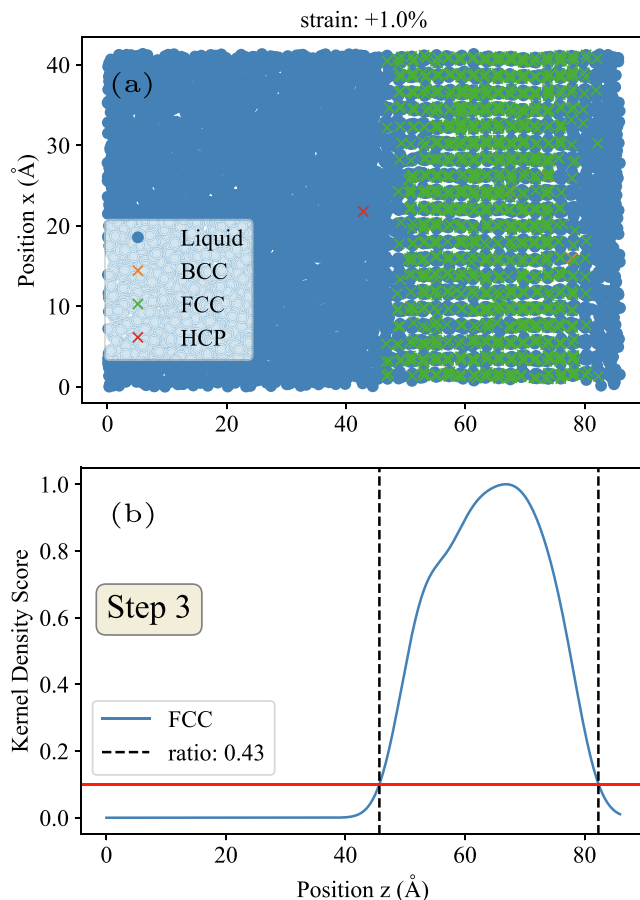 strain: +1.0%
(a)
Position x (Å)
40
30
20
10
0
Liquid
BCC
FCC
HCP
0
20
40
60
80
(b)
Kernel Density Score
1.0
0.8
0.6
0.4
0.2
0.0
Step 3
FCC
ratio: 0.43
0
20
40
60
80
Position z (Å)